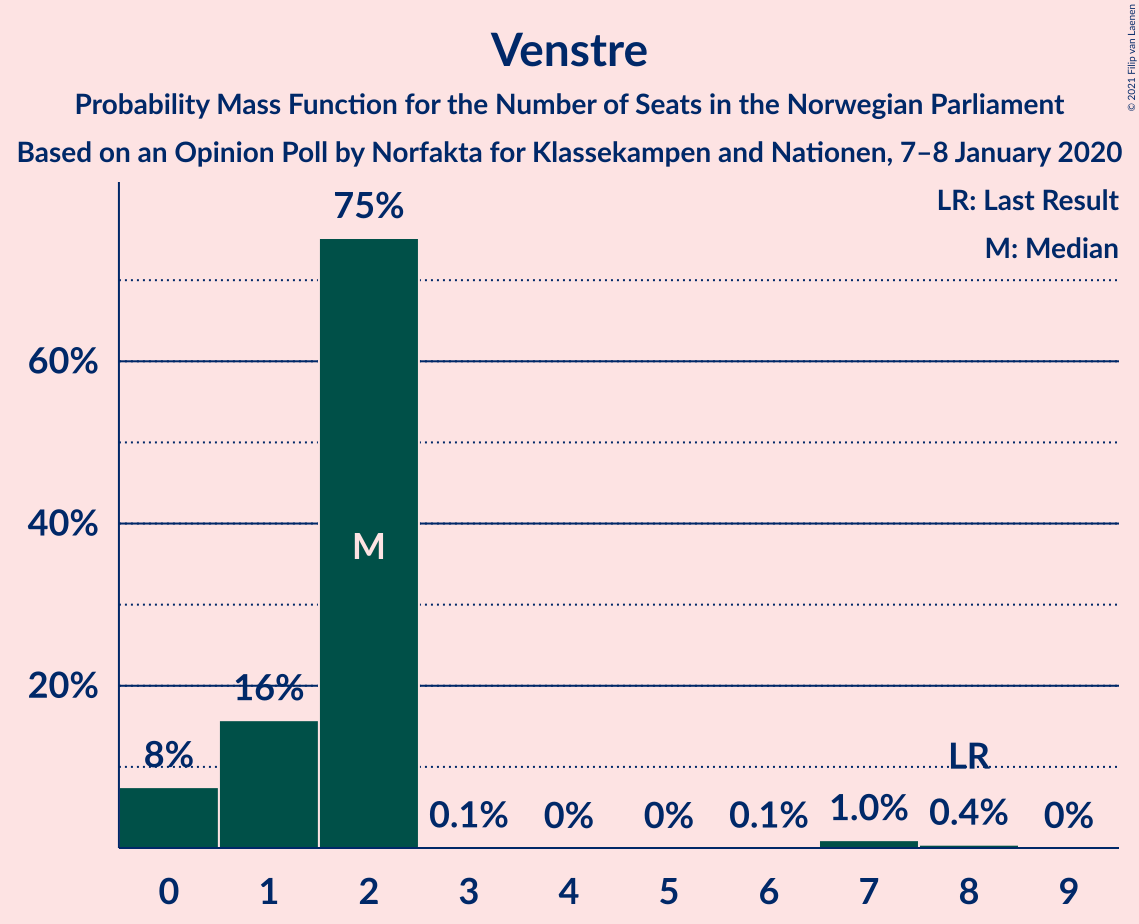 Venstre
Probability Mass Function for the Number of Seats in the Norwegian Parliament
Based on an Opinion Poll by Norfakta for Klassekampen and Nationen, 7–8 January 2020
© 2021 Filip van Laenen
LR: Last Result
M: Median
60%
40%
20%
8%
16%
75%
M
0.1%
0%
0%
0.1%
1.0%
LR
0.4%
0%
0 1 2 3 4 5 6 7 8 9